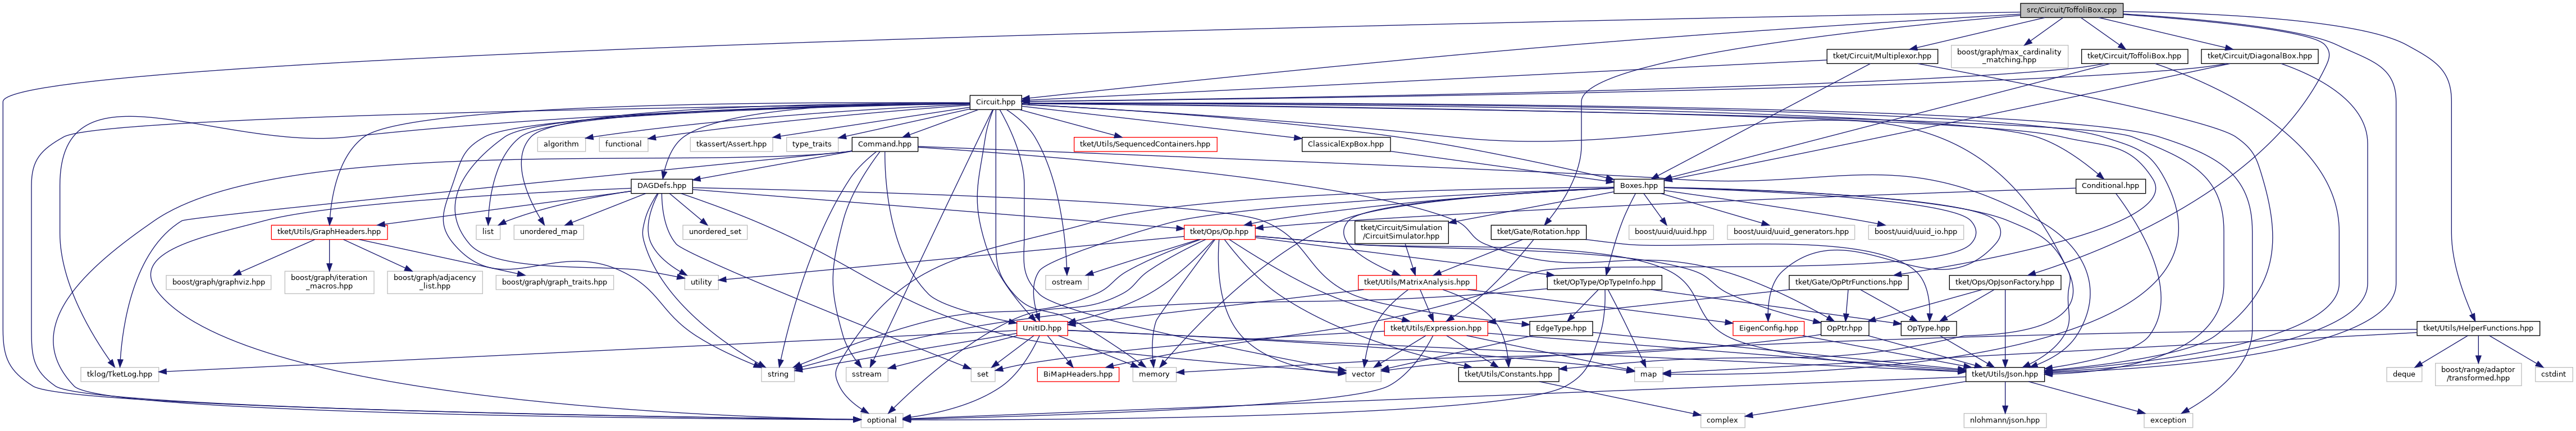 src/Circuit/ToffoliBox.cpp
tket/Circuit/Multiplexor.hpp
boost/graph/max_cardinality
_matching.hpp
tket/Circuit/ToffoliBox.hpp
tket/Circuit/DiagonalBox.hpp
Circuit.hpp
algorithm
functional
tkassert/Assert.hpp
type_traits
Command.hpp
tket/Utils/SequencedContainers.hpp
ClassicalExpBox.hpp
DAGDefs.hpp
Boxes.hpp
Conditional.hpp
tket/Utils/GraphHeaders.hpp
list
unordered_map
unordered_set
tket/Ops/Op.hpp
tket/Circuit/Simulation
/CircuitSimulator.hpp
tket/Gate/Rotation.hpp
boost/uuid/uuid.hpp
boost/uuid/uuid_generators.hpp
boost/uuid/uuid_io.hpp
boost/graph/graphviz.hpp
boost/graph/iteration
_macros.hpp
boost/graph/adjacency
_list.hpp
boost/graph/graph_traits.hpp
utility
ostream
tket/Utils/MatrixAnalysis.hpp
tket/OpType/OpTypeInfo.hpp
tket/Gate/OpPtrFunctions.hpp
tket/Ops/OpJsonFactory.hpp
UnitID.hpp
tket/Utils/Expression.hpp
EdgeType.hpp
EigenConfig.hpp
OpPtr.hpp
OpType.hpp
tket/Utils/HelperFunctions.hpp
tklog/TketLog.hpp
string
sstream
set
BiMapHeaders.hpp
memory
vector
tket/Utils/Constants.hpp
map
tket/Utils/Json.hpp
deque
boost/range/adaptor
/transformed.hpp
cstdint
optional
complex
nlohmann/json.hpp
exception